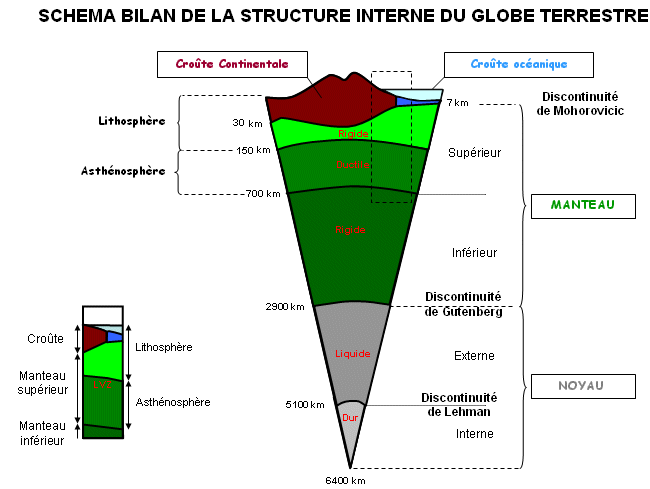 SCHEMA BILAN DE LA STRUCTURE INTERNE DU GLOBE TERRESTRE
Croûte Continentale
Croûte océanique
Discontinuité
de Mohorovicic
7 km
Lithosphère
30 km
Rigide
150 km
Supérieur
Asthénosphère
700 km
MANTEAU
Rigide
Inférieur
2900 km
Discontinuité
de Gutenberg
Liquide
Externe
NOYAU
5100 km
Discontinuité
de Lehman
Dur
Interne
6400 km
Croûte
Lithosphère
Manteau
supérieur
Asthénosphère
Manteau
inférieur